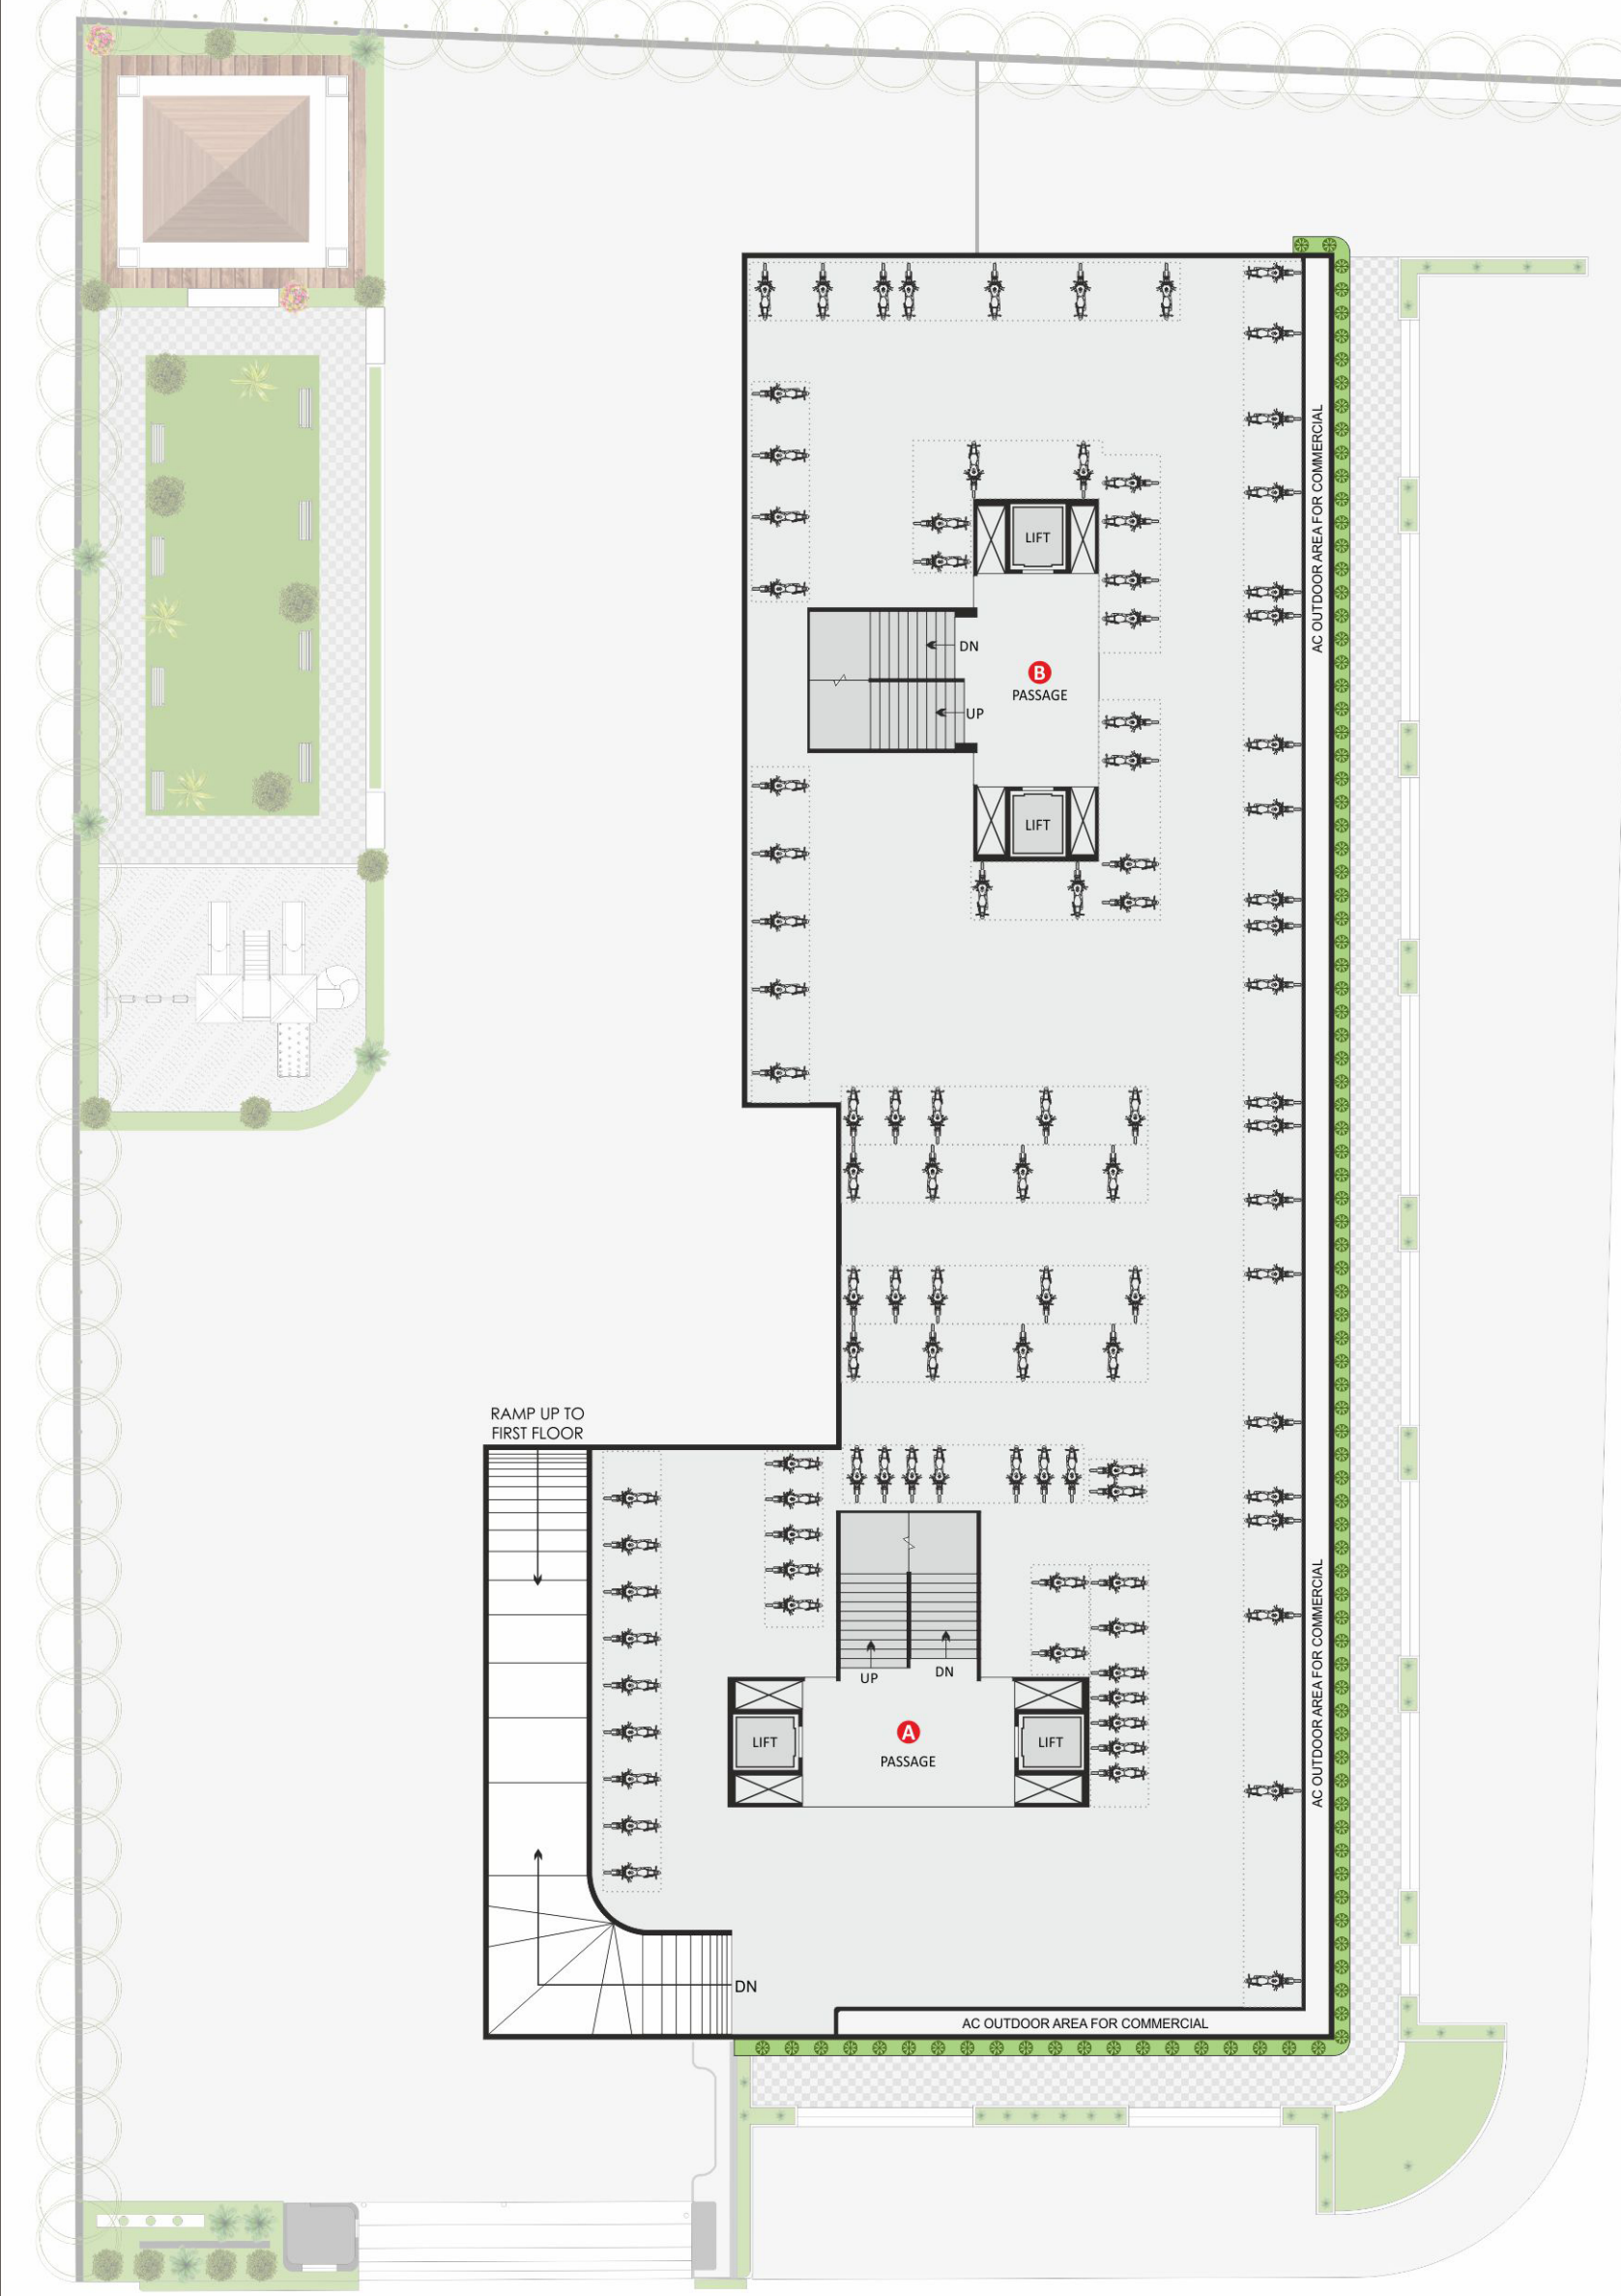 AC OUTDOOR AREA FOR COMMERCIAL
LIFT
DN
B
PASSAGE
UP
LIFT
RAMP UP TO
FIRST FLOOR
AC OUTDOOR AREA FOR COMMERCIAL
UP
DN
LIFT
A
LIFT
PASSAGE
DN
AC OUTDOOR AREA FOR COMMERCIAL